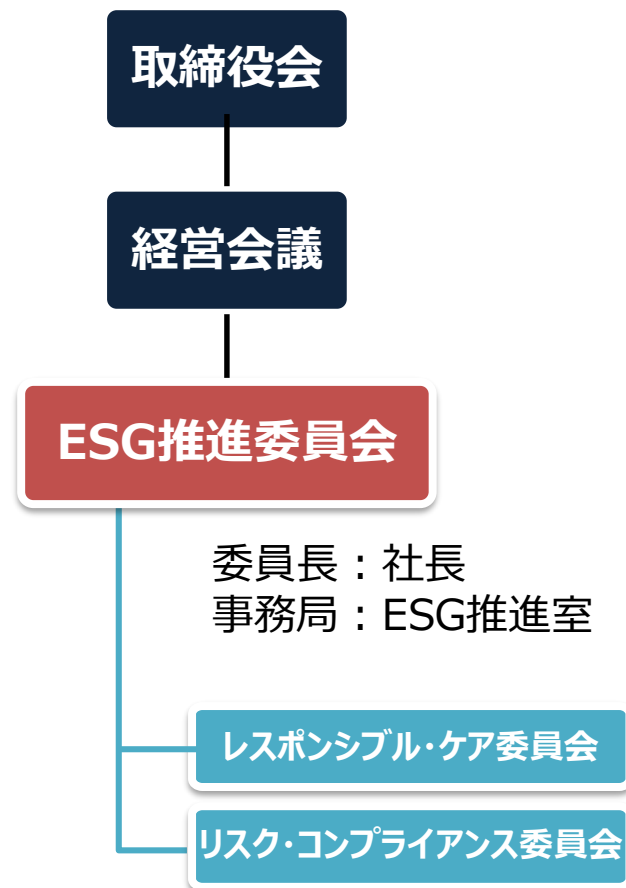 取締役会
経営会議
ESG推進委員会
委員長：社長
事務局：ESG推進室
レスポンシブル・ケア委員会
リスク・コンプライアンス委員会